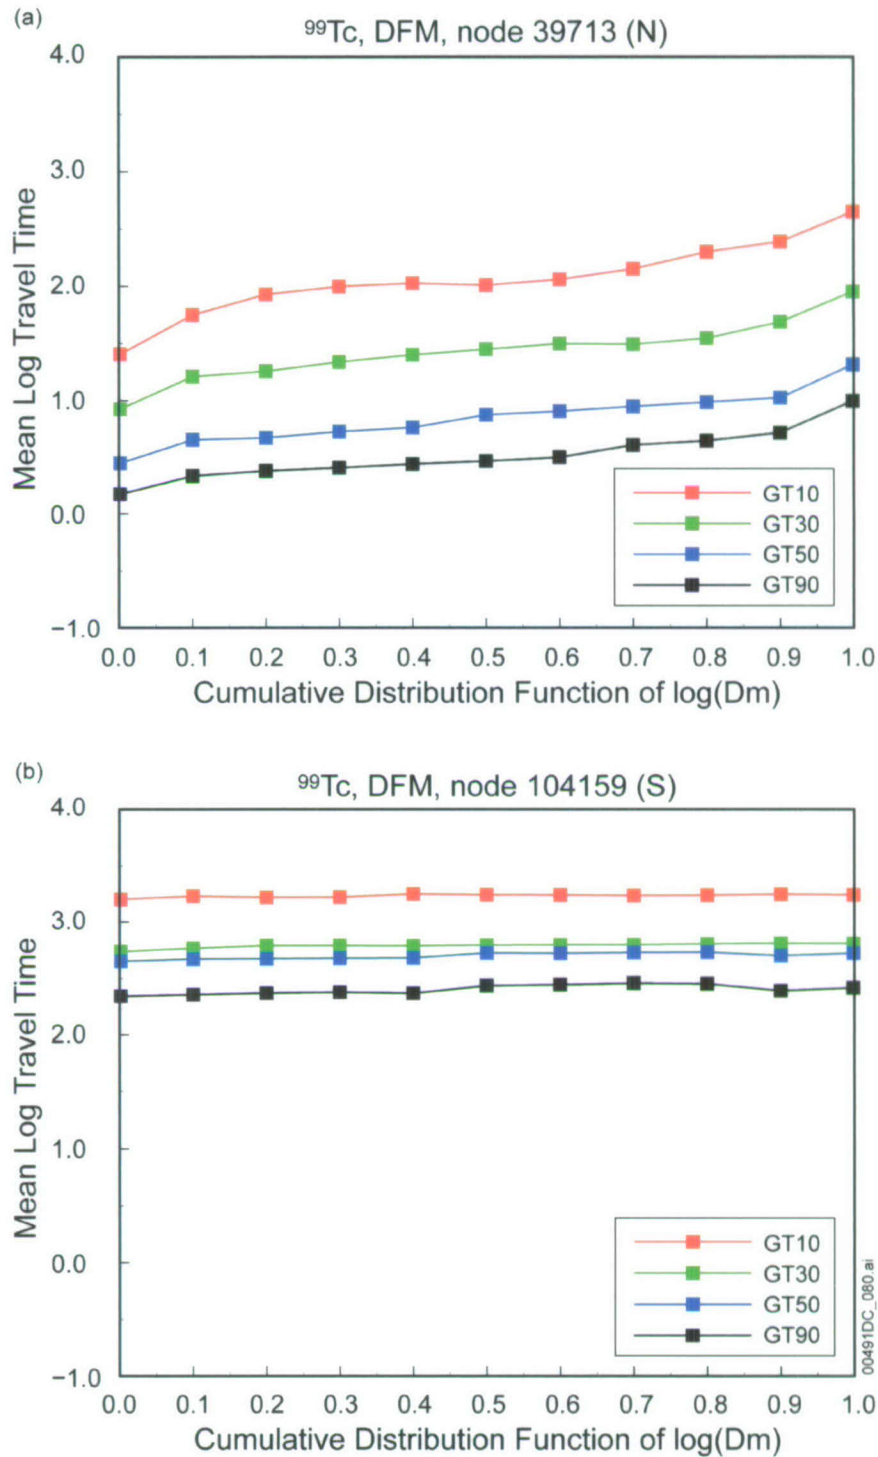 (a)
⁹⁹Tc, DFM, node 39713 (N)
4.0
3.0
2.0
1.0
0.0
−1.0
Mean Log Travel Time
GT10
GT30
GT50
GT90
0.0 0.1 0.2 0.3 0.4 0.5 0.6 0.7 0.8 0.9 1.0
Cumulative Distribution Function of log(Dm)
(b)
⁹⁹Tc, DFM, node 104159 (S)
4.0
3.0
2.0
1.0
0.0
−1.0
Mean Log Travel Time
GT10
GT30
GT50
GT90
0.0 0.1 0.2 0.3 0.4 0.5 0.6 0.7 0.8 0.9 1.0
Cumulative Distribution Function of log(Dm)
00491DC_080.ai